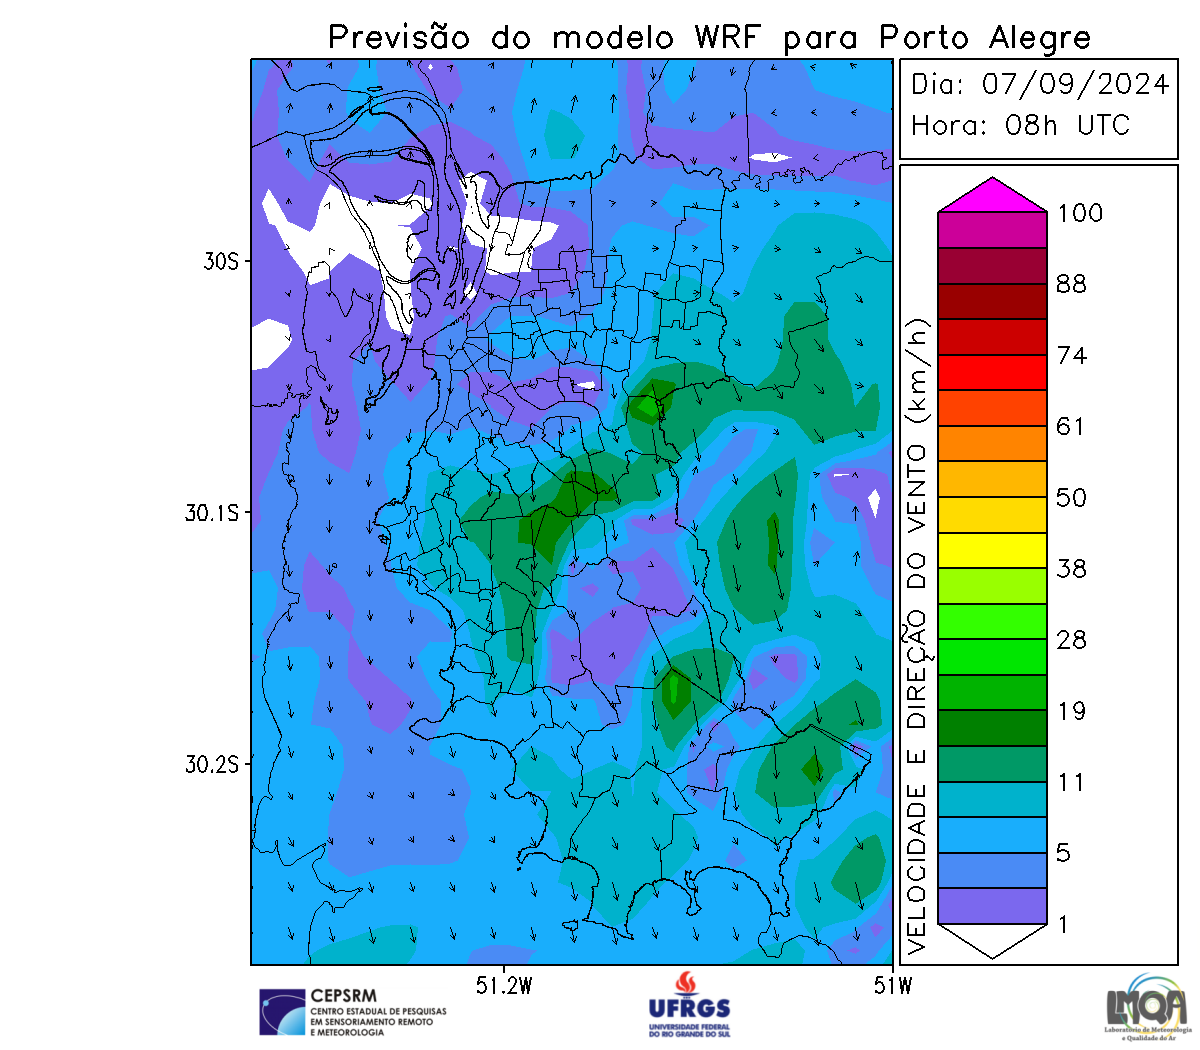 Previsão do modelo WRF para Porto Alegre
Dia: 07/09/2024
Hora: 08h UTC
100
88
74
61
50
38
28
19
11
5
1
VELOCIDADE E DIREÇÃO DO VENTO (km/h)
30S
30.1S
30.2S
51.2W
51W
CEPSRM
CENTRO ESTADUAL DE PESQUISAS
EM SENSORIAMENTO REMOTO
E METEOROLOGIA
UFRGS
UNIVERSIDADE FEDERAL
DO RIO GRANDE DO SUL
LMQA
Laboratório de Meteorologia
e Qualidade do Ar